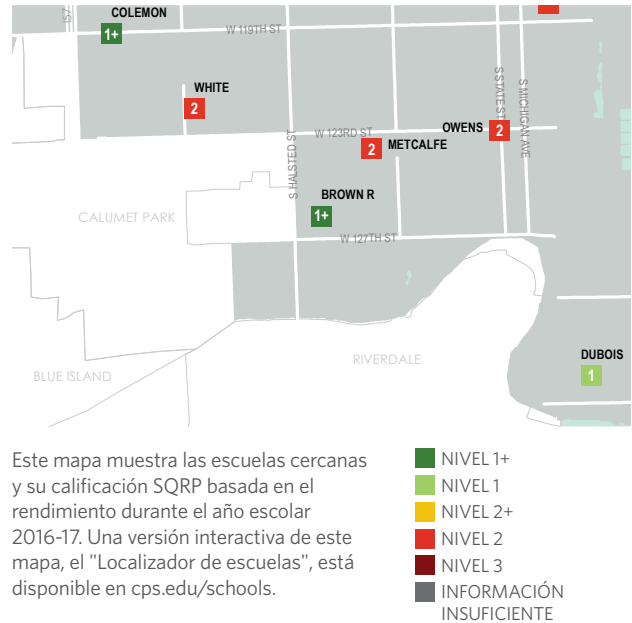 COLEMON
I57
1+
W 119TH ST
WHITE
2
S STATE ST
S MICHIGAN AVE
OWENS
2
W 123RD ST
2
METCALFE
S HALSTED ST
BROWN R
1+
CALUMET PARK
W 127TH ST
RIVERDALE
DUBOIS
1
BLUE ISLAND
Este mapa muestra las escuelas cercanas
y su calificación SQRP basada en el
rendimiento durante el año escolar
2016-17. Una versión interactiva de este
mapa, el "Localizador de escuelas", está
disponible en cps.edu/schools.
NIVEL 1+
NIVEL 1
NIVEL 2+
NIVEL 2
NIVEL 3
INFORMACIÓN
INSUFICIENTE